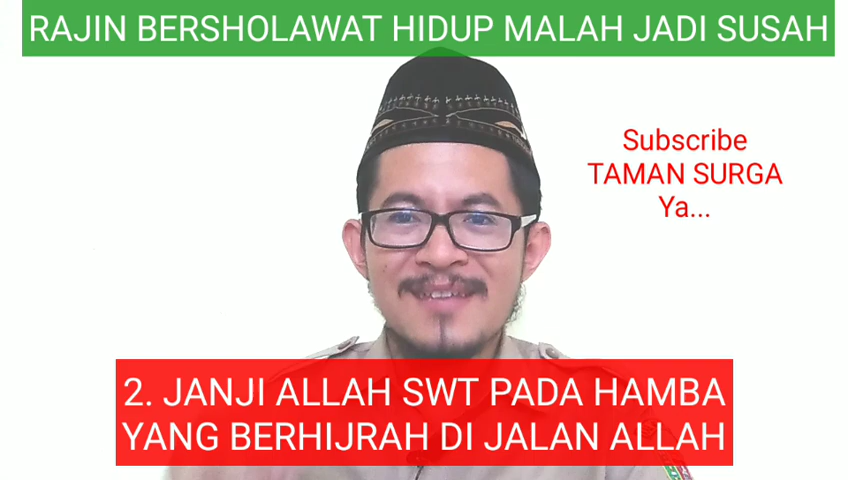 RAJIN BERSHOLAWAT HIDUP MALAH JADI SUSAH
Subscribe
TAMAN SURGA
Ya...
2. JANJI ALLAH SWT PADA HAMBA
YANG BERHIJRAH DI JALAN ALLAH